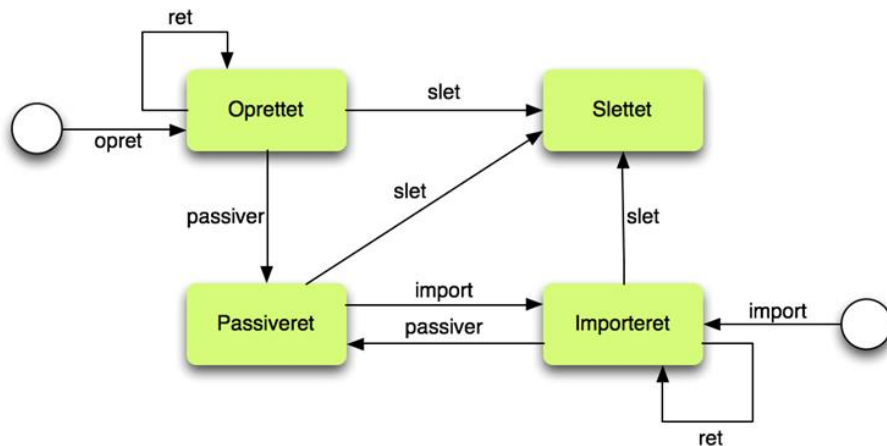 ret
Oprettet
slet
Slettet
opret
slet
passiver
slet
Passiveret
import
Importeret
import
passiver
ret